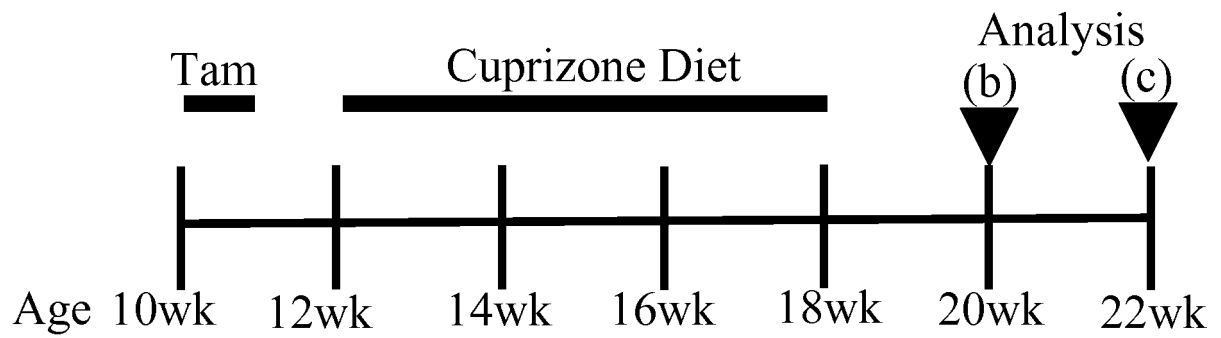 Analysis
Tam Cuprizone Diet (b) (c)
Age 10wk 12wk 14wk 16wk 18wk 20wk 22wk